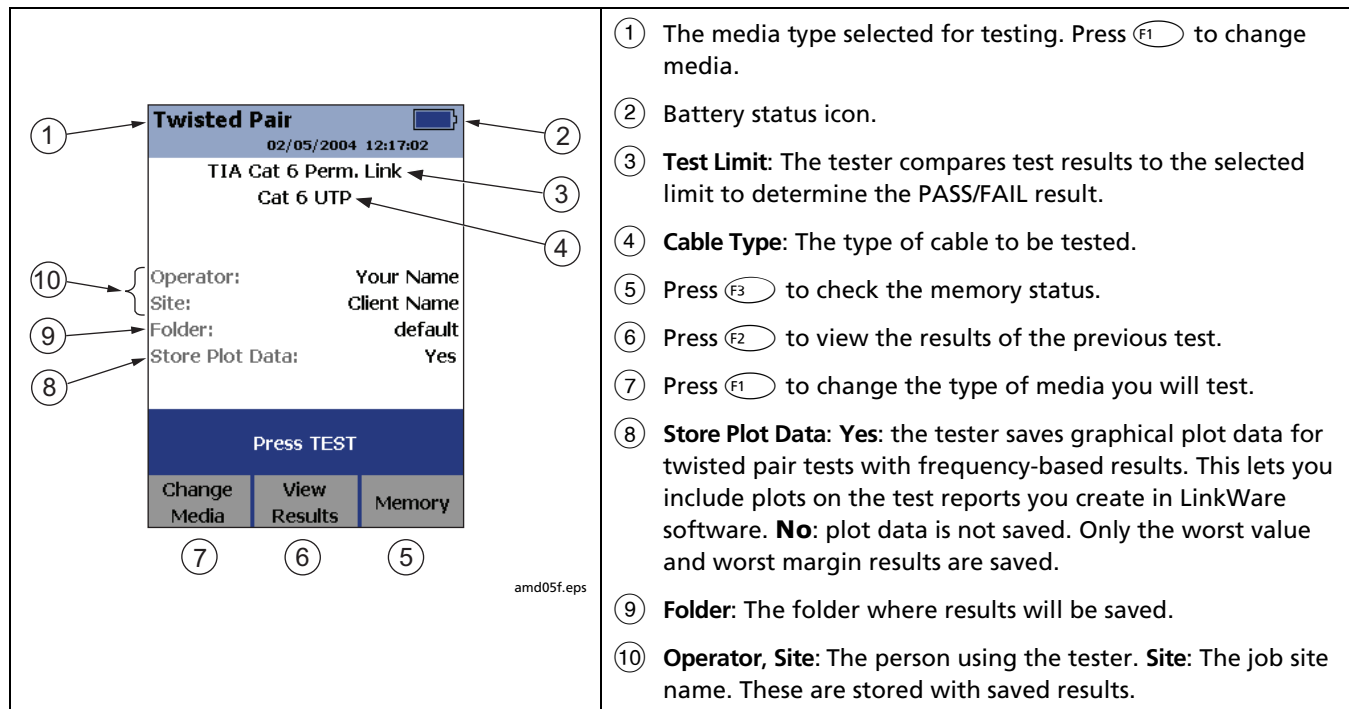 1
Twisted Pair
02/05/2004 12:17:02
2
TIA Cat 6 Perm. Link
3
Cat 6 UTP
4
10
Operator: Your Name
Site: Client Name
9
Folder: default
8
Store Plot Data: Yes
Press TEST
Change Media
View Results
Memory
7
6
5
amd05f.eps
1 The media type selected for testing. Press F1 to change
media.
2 Battery status icon.
3 Test Limit: The tester compares test results to the selected
limit to determine the PASS/FAIL result.
4 Cable Type: The type of cable to be tested.
5 Press F3 to check the memory status.
6 Press F2 to view the results of the previous test.
7 Press F1 to change the type of media you will test.
8 Store Plot Data: Yes: the tester saves graphical plot data for
twisted pair tests with frequency-based results. This lets you
include plots on the test reports you create in LinkWare
software. No: plot data is not saved. Only the worst value
and worst margin results are saved.
9 Folder: The folder where results will be saved.
10 Operator, Site: The person using the tester. Site: The job site
name. These are stored with saved results.